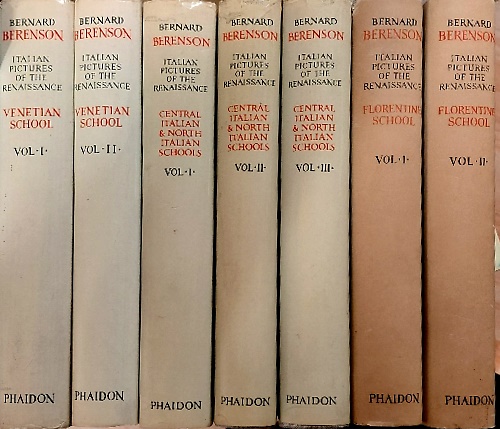 BERNARD
BERENSON
ITALIAN
PICTURES
OF THE
RENAISSANCE
VENETIAN
SCHOOL
VOL·I·
PHAIDON
BERNARD
BERENSON
ITALIAN
PICTURES
OF THE
RENAISSANCE
VENETIAN
SCHOOL
VOL·II·
PHAIDON
BERNARD
BERENSON
ITALIAN
PICTURES
OF THE
RENAISSANCE
CENTRAL
ITALIAN
& NORTH
ITALIAN
SCHOOLS
VOL·I·
PHAIDON
BERNARD
BERENSON
ITALIAN
PICTURES
OF THE
RENAISSANCE
CENTRAL
ITALIAN
& NORTH
ITALIAN
SCHOOLS
VOL·II·
PHAIDON
BERNARD
BERENSON
ITALIAN
PICTURES
OF THE
RENAISSANCE
CENTRAL
ITALIAN
& NORTH
ITALIAN
SCHOOLS
VOL·III·
PHAIDON
BERNARD
BERENSON
ITALIAN
PICTURES
OF THE
RENAISSANCE
FLORENTINE
SCHOOL
VOL·I·
PHAIDON
BERNARD
BERENSON
ITALIAN
PICTURES
OF THE
RENAISSANCE
FLORENTINE
SCHOOL
VOL·II·
PHAIDON